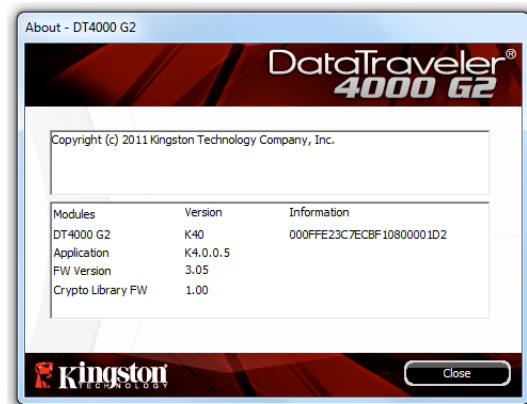 About - DT4000 G2
DataTraveler®
4000 G2
Copyright (c) 2011 Kingston Technology Company, Inc.
Modules Version Information
DT4000 G2 K40 000FFE23C7ECBF10800001D2
Application K4.0.0.5
FW Version 3.05
Crypto Library FW 1.00
Kingston
TECHNOLOGY
Close